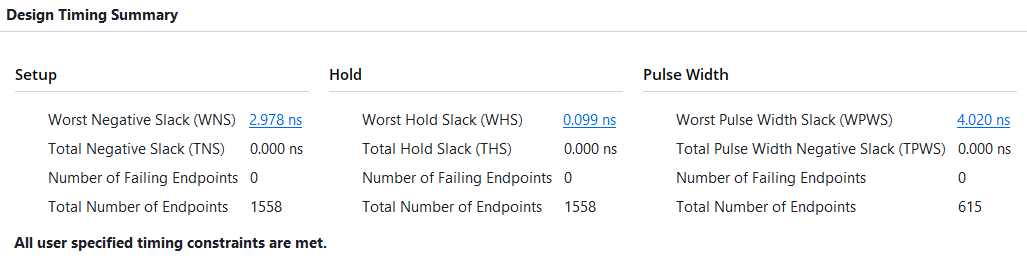 Design Timing Summary
Setup Hold Pulse Width
Worst Negative Slack (WNS) 2.978 ns Worst Hold Slack (WHS) 0.099 ns Worst Pulse Width Slack (WPWS) 4.020 ns
Total Negative Slack (TNS) 0.000 ns Total Hold Slack (THS) 0.000 ns Total Pulse Width Negative Slack (TPWS) 0.000 ns
Number of Failing Endpoints 0 Number of Failing Endpoints 0 Number of Failing Endpoints 0
Total Number of Endpoints 1558 Total Number of Endpoints 1558 Total Number of Endpoints 615
All user specified timing constraints are met.